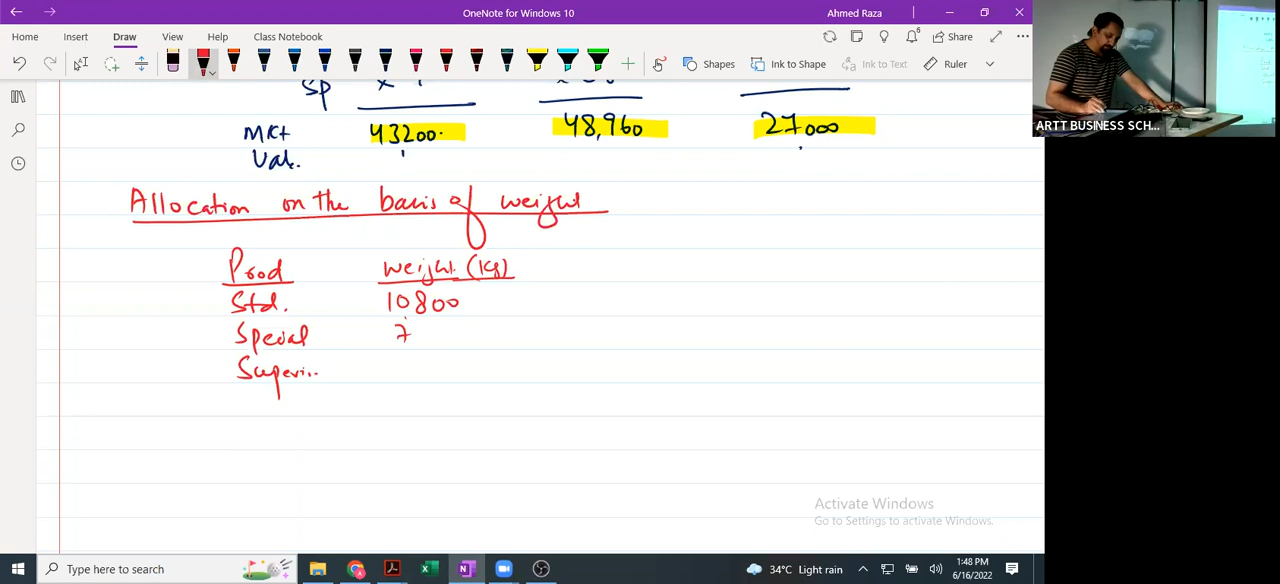 OneNote for Windows 10
Ahmed Raza
Home Draw View Help Class Notebook
Share
Shapes Ink to Shape Ink to Text Ruler
SP
43200. 48,960 27000
MKt
Val.
Allocation on the basis of weight
Prod weight (Kg)
Std. 10800
Special 7
Superi..
ARTT BUSINESS SCH...
Activate Windows
Go to Settings to activate Windows.
Type here to search
34°C Light rain
1:48 PM
6/16/2022